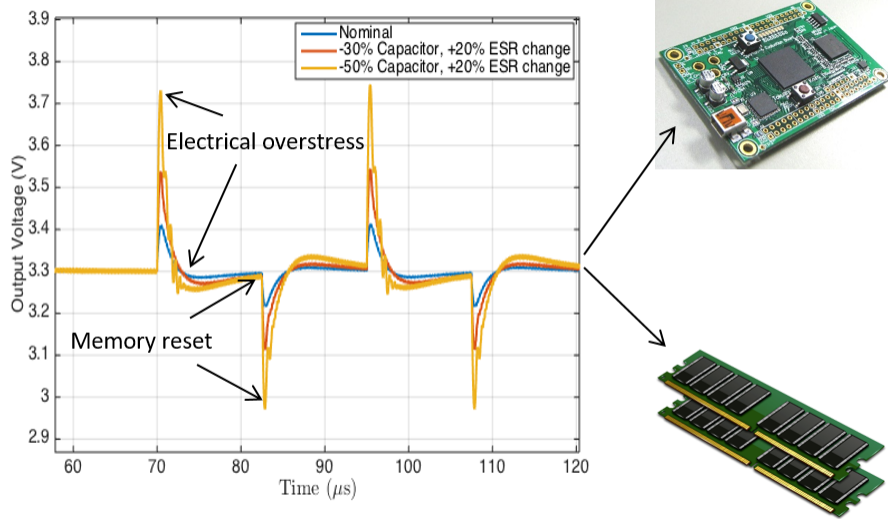 3.9
3.8
3.7
3.6
3.5
3.4
3.3
3.2
3.1
3
2.9
Output Voltage (V)
Nominal
-30% Capacitor, +20% ESR change
-50% Capacitor, +20% ESR change
Electrical overstress
Memory reset
60 70 80 90 100 110 120
Time (μs)